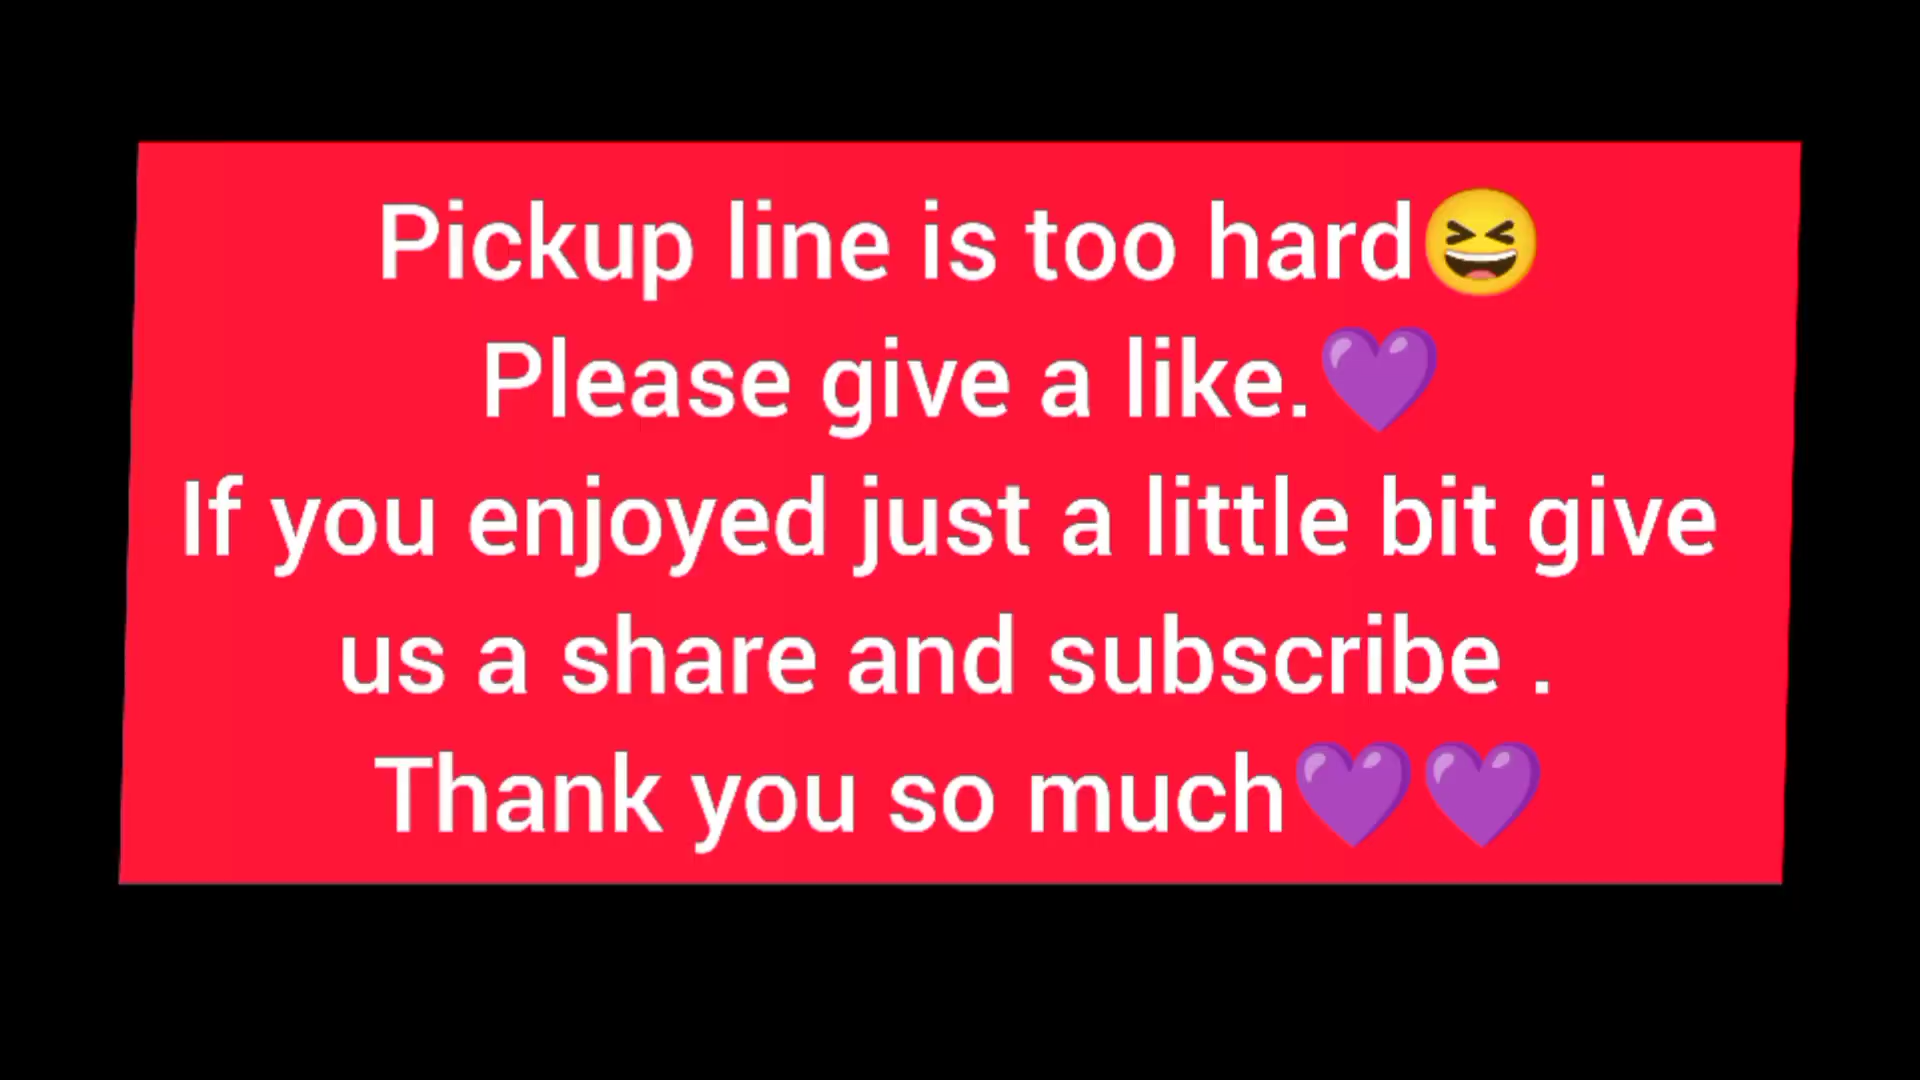 Pickup line is too hard😆
Please give a like.💜
If you enjoyed just a little bit give
us a share and subscribe .
Thank you so much💜💜